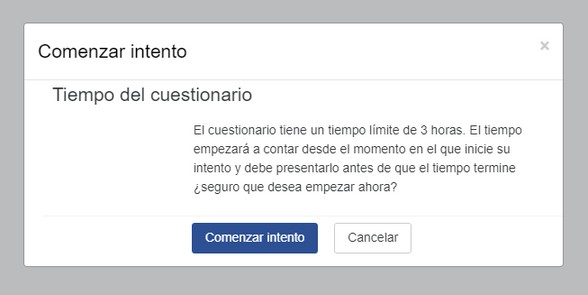 Comenzar intento
×
Tiempo del cuestionario
El cuestionario tiene un tiempo límite de 3 horas. El tiempo
empezará a contar desde el momento en el que inicie su
intento y debe presentarlo antes de que el tiempo termine
¿seguro que desea empezar ahora?
Comenzar intento
Cancelar